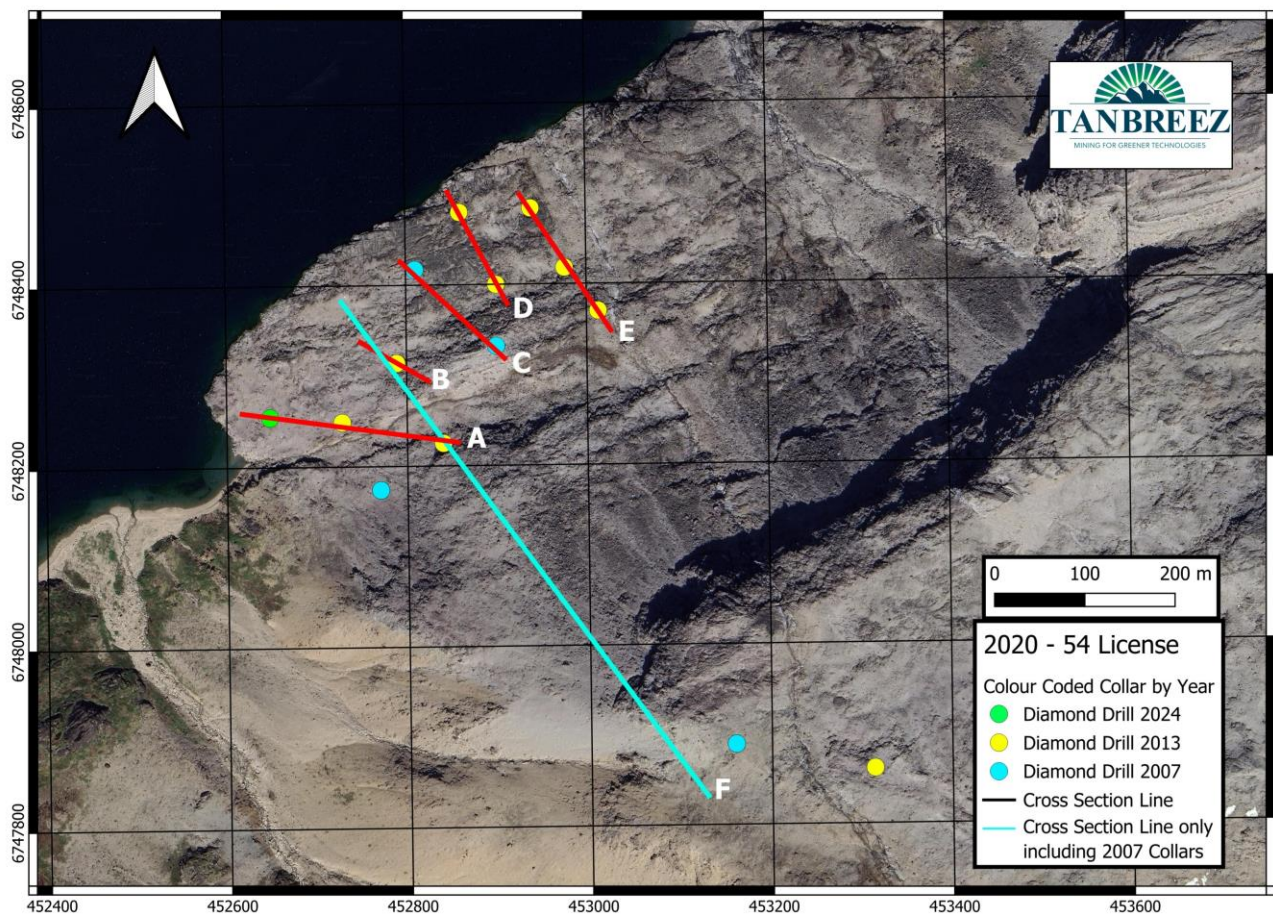 TANBREEZ
MINING FOR GREENER TECHNOLOGIES
6748600
6748400
6748200
6748000
6747800
D
E
C
B
A
F
0 100 200 m
2020 - 54 License
Colour Coded Collar by Year
Diamond Drill 2024
Diamond Drill 2013
Diamond Drill 2007
Cross Section Line
Cross Section Line only
including 2007 Collars
452400 452600 452800 453000 453200 453400 453600